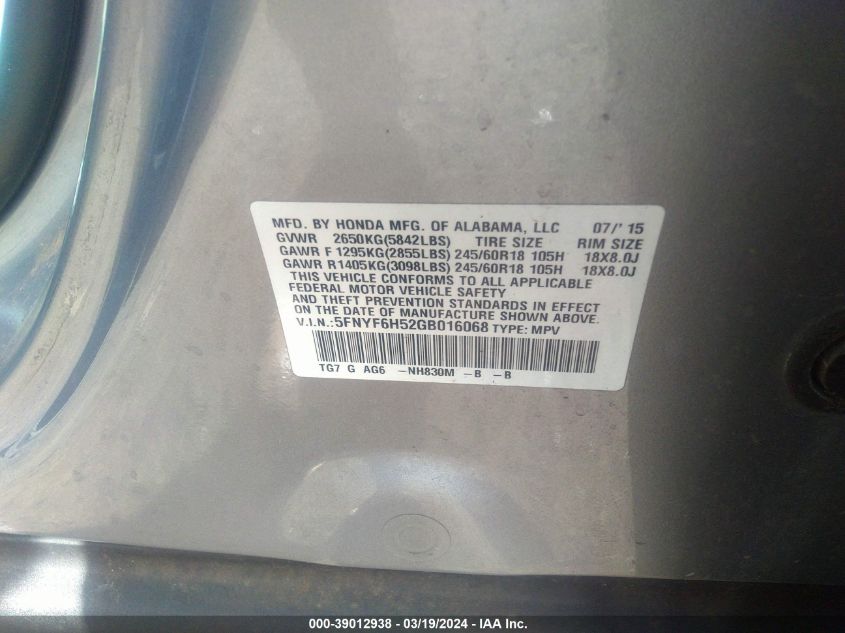 MFD. BY HONDA MFG. OF ALABAMA, LLC 07/' 15
GVWR 2650KG(5842LBS) TIRE SIZE RIM SIZE
GAWR F 1295KG(2855LBS) 245/60R18 105H 18X8.0J
GAWR R1405KG(3098LBS) 245/60R18 105H 18X8.0J
THIS VEHICLE CONFORMS TO ALL APPLICABLE
FEDERAL MOTOR VEHICLE SAFETY
AND THEFT PREVENTION STANDARDS IN EFFECT
ON THE DATE OF MANUFACTURE SHOWN ABOVE.
V.I.N.:5FNYF6H52GB016068 TYPE: MPV
TG7 G AG6 -NH830M -B -B
000-39012938 - 03/19/2024 - IAA Inc.